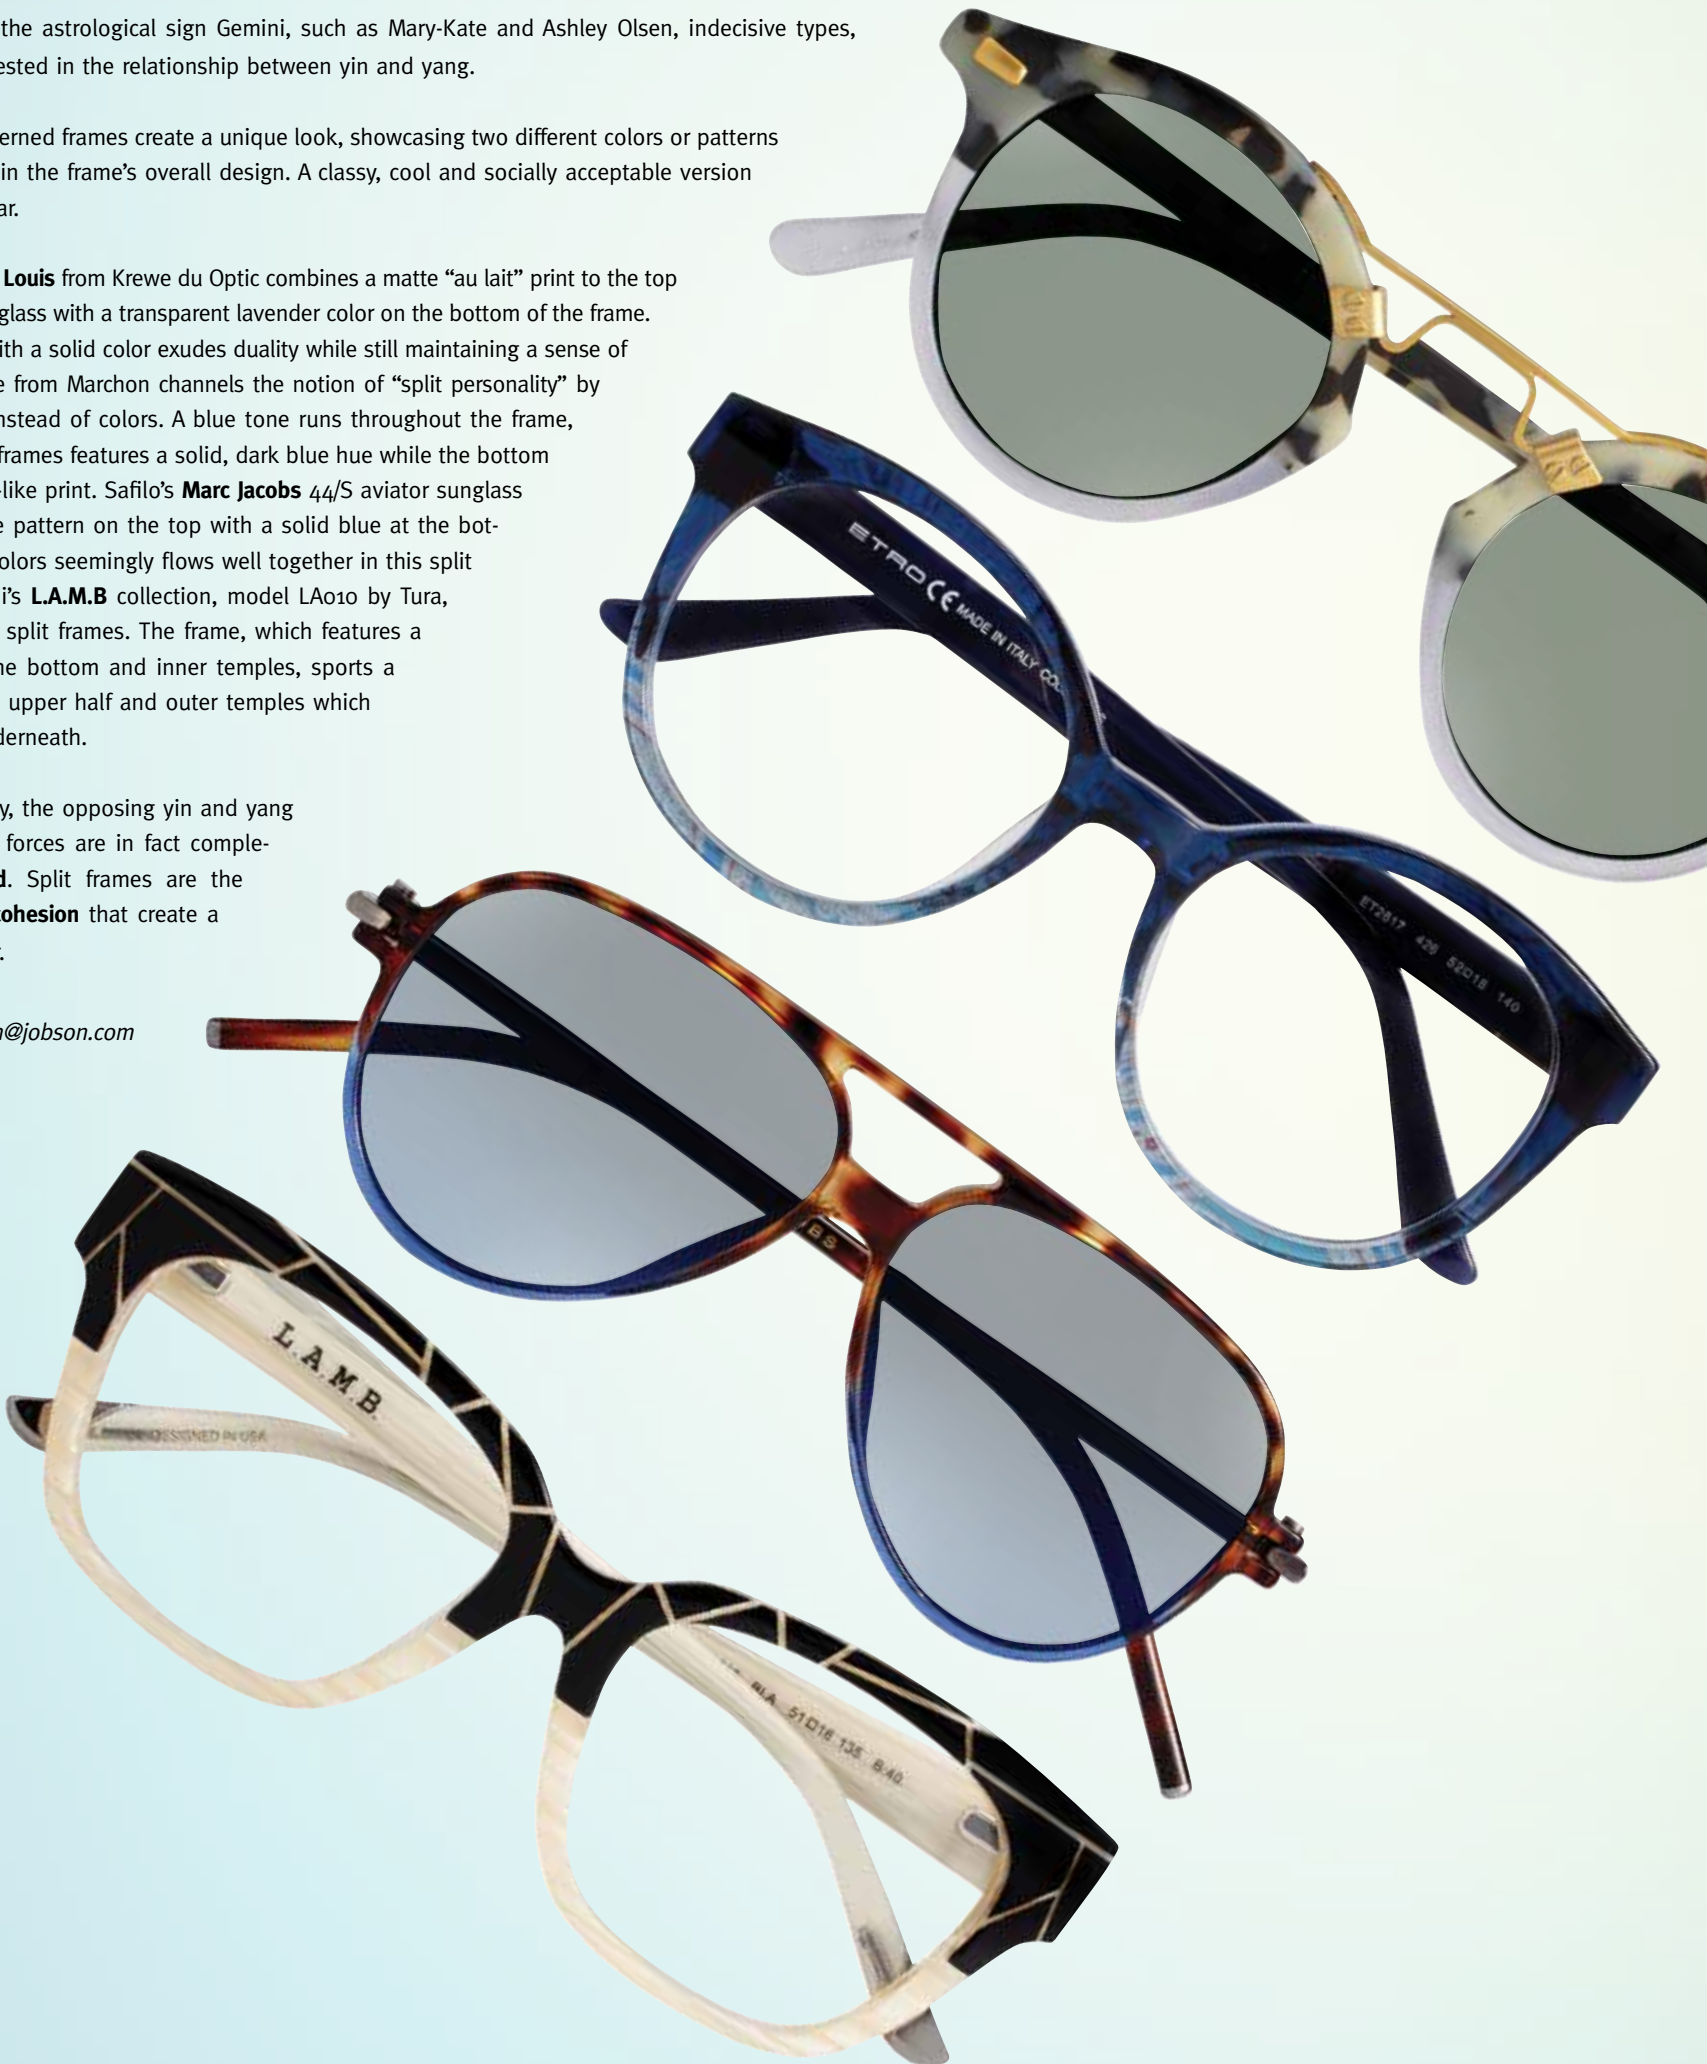 the astrological sign Gemini, such as Mary-Kate and Ashley Olsen, indecisive types,
ested in the relationship between yin and yang.
erned frames create a unique look, showcasing two different colors or patterns
in the frame's overall design. A classy, cool and socially acceptable version
ar.
Louis from Krewe du Optic combines a matte “au lait” print to the top
glass with a transparent lavender color on the bottom of the frame.
ith a solid color exudes duality while still maintaining a sense of
e from Marchon channels the notion of “split personality” by
nstead of colors. A blue tone runs throughout the frame,
frames features a solid, dark blue hue while the bottom
-like print. Safilo's Marc Jacobs 44/S aviator sunglass
e pattern on the top with a solid blue at the bot-
olors seemingly flows well together in this split
i's L.A.M.B collection, model LA010 by Tura,
split frames. The frame, which features a
he bottom and inner temples, sports a
upper half and outer temples which
derneath.
y, the opposing yin and yang
forces are in fact comple-
d. Split frames are the
cohesion that create a
r.
n@jobson.com
ETRO CE MADE IN ITALY
ET2617 426 52□18 140
BS
L.A.M.B.
DESIGNED IN USA
BLA 51□16 135 B:40